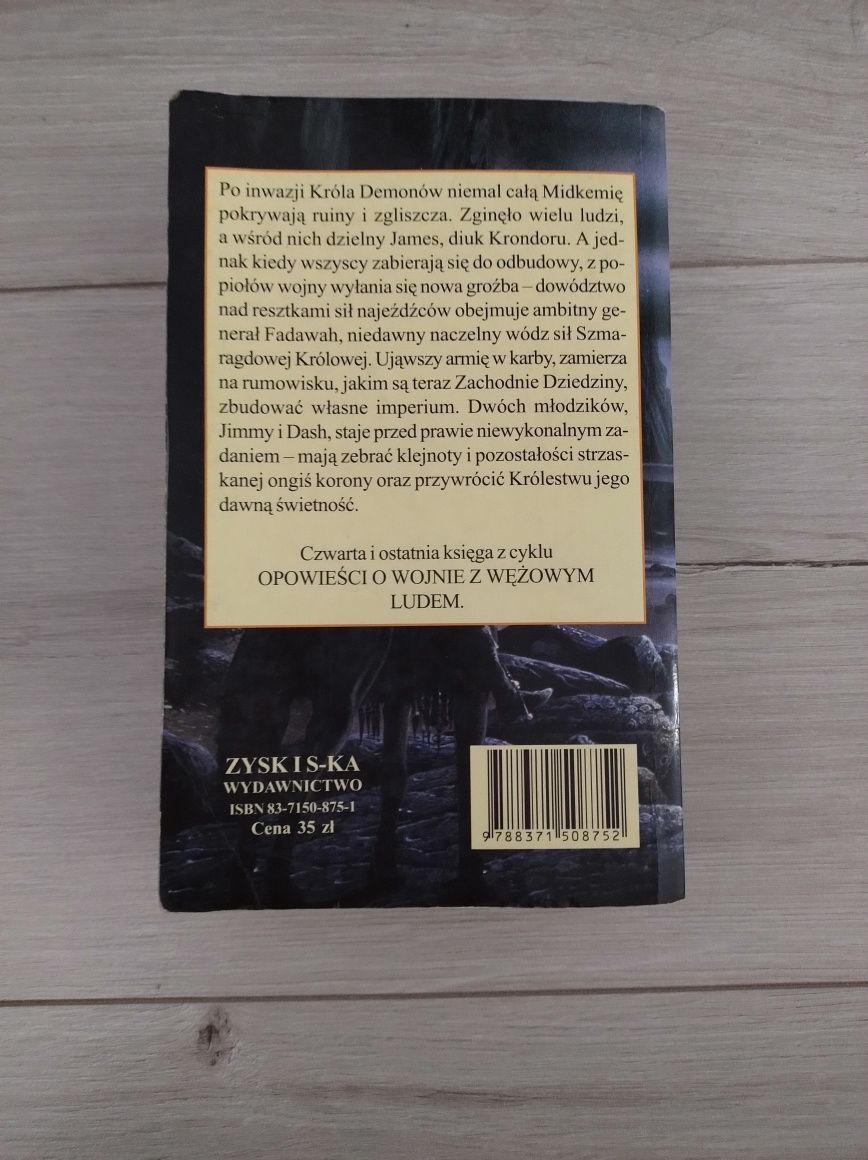 Po inwazji Króla Demonów niemal całą Midkemię
pokrywają ruiny i zgliszcza. Zginęło wielu ludzi,
a wśród nich dzielny James, diuk Krondoru. A jed-
nak kiedy wszyscy zabierają się do odbudowy, z po-
piołów wojny wyłania się nowa groźba – dowództwo
nad resztkami sił najeźdźców obejmuje ambitny ge-
nerał Fadawah, niedawny naczelny wódz sił Szma-
ragdowej Królowej. Ująwszy armię w karby, zamierza
na rumowisku, jakim są teraz Zachodnie Dziedziny,
zbudować własne imperium. Dwóch młodzików,
Jimmy i Dash, staje przed prawie niewykonalnym za-
daniem – mają zebrać klejnoty i pozostałości strzas-
kanej ongiś korony oraz przywrócić Królestwu jego
dawną świetność.
Czwarta i ostatnia księga z cyklu
OPOWIEŚCI O WOJNIE Z WĘŻOWYM
LUDEM.
ZYSK I S-KA
WYDAWNICTWO
ISBN 83-7150-875-1
Cena 35 zł
9 788371 508752